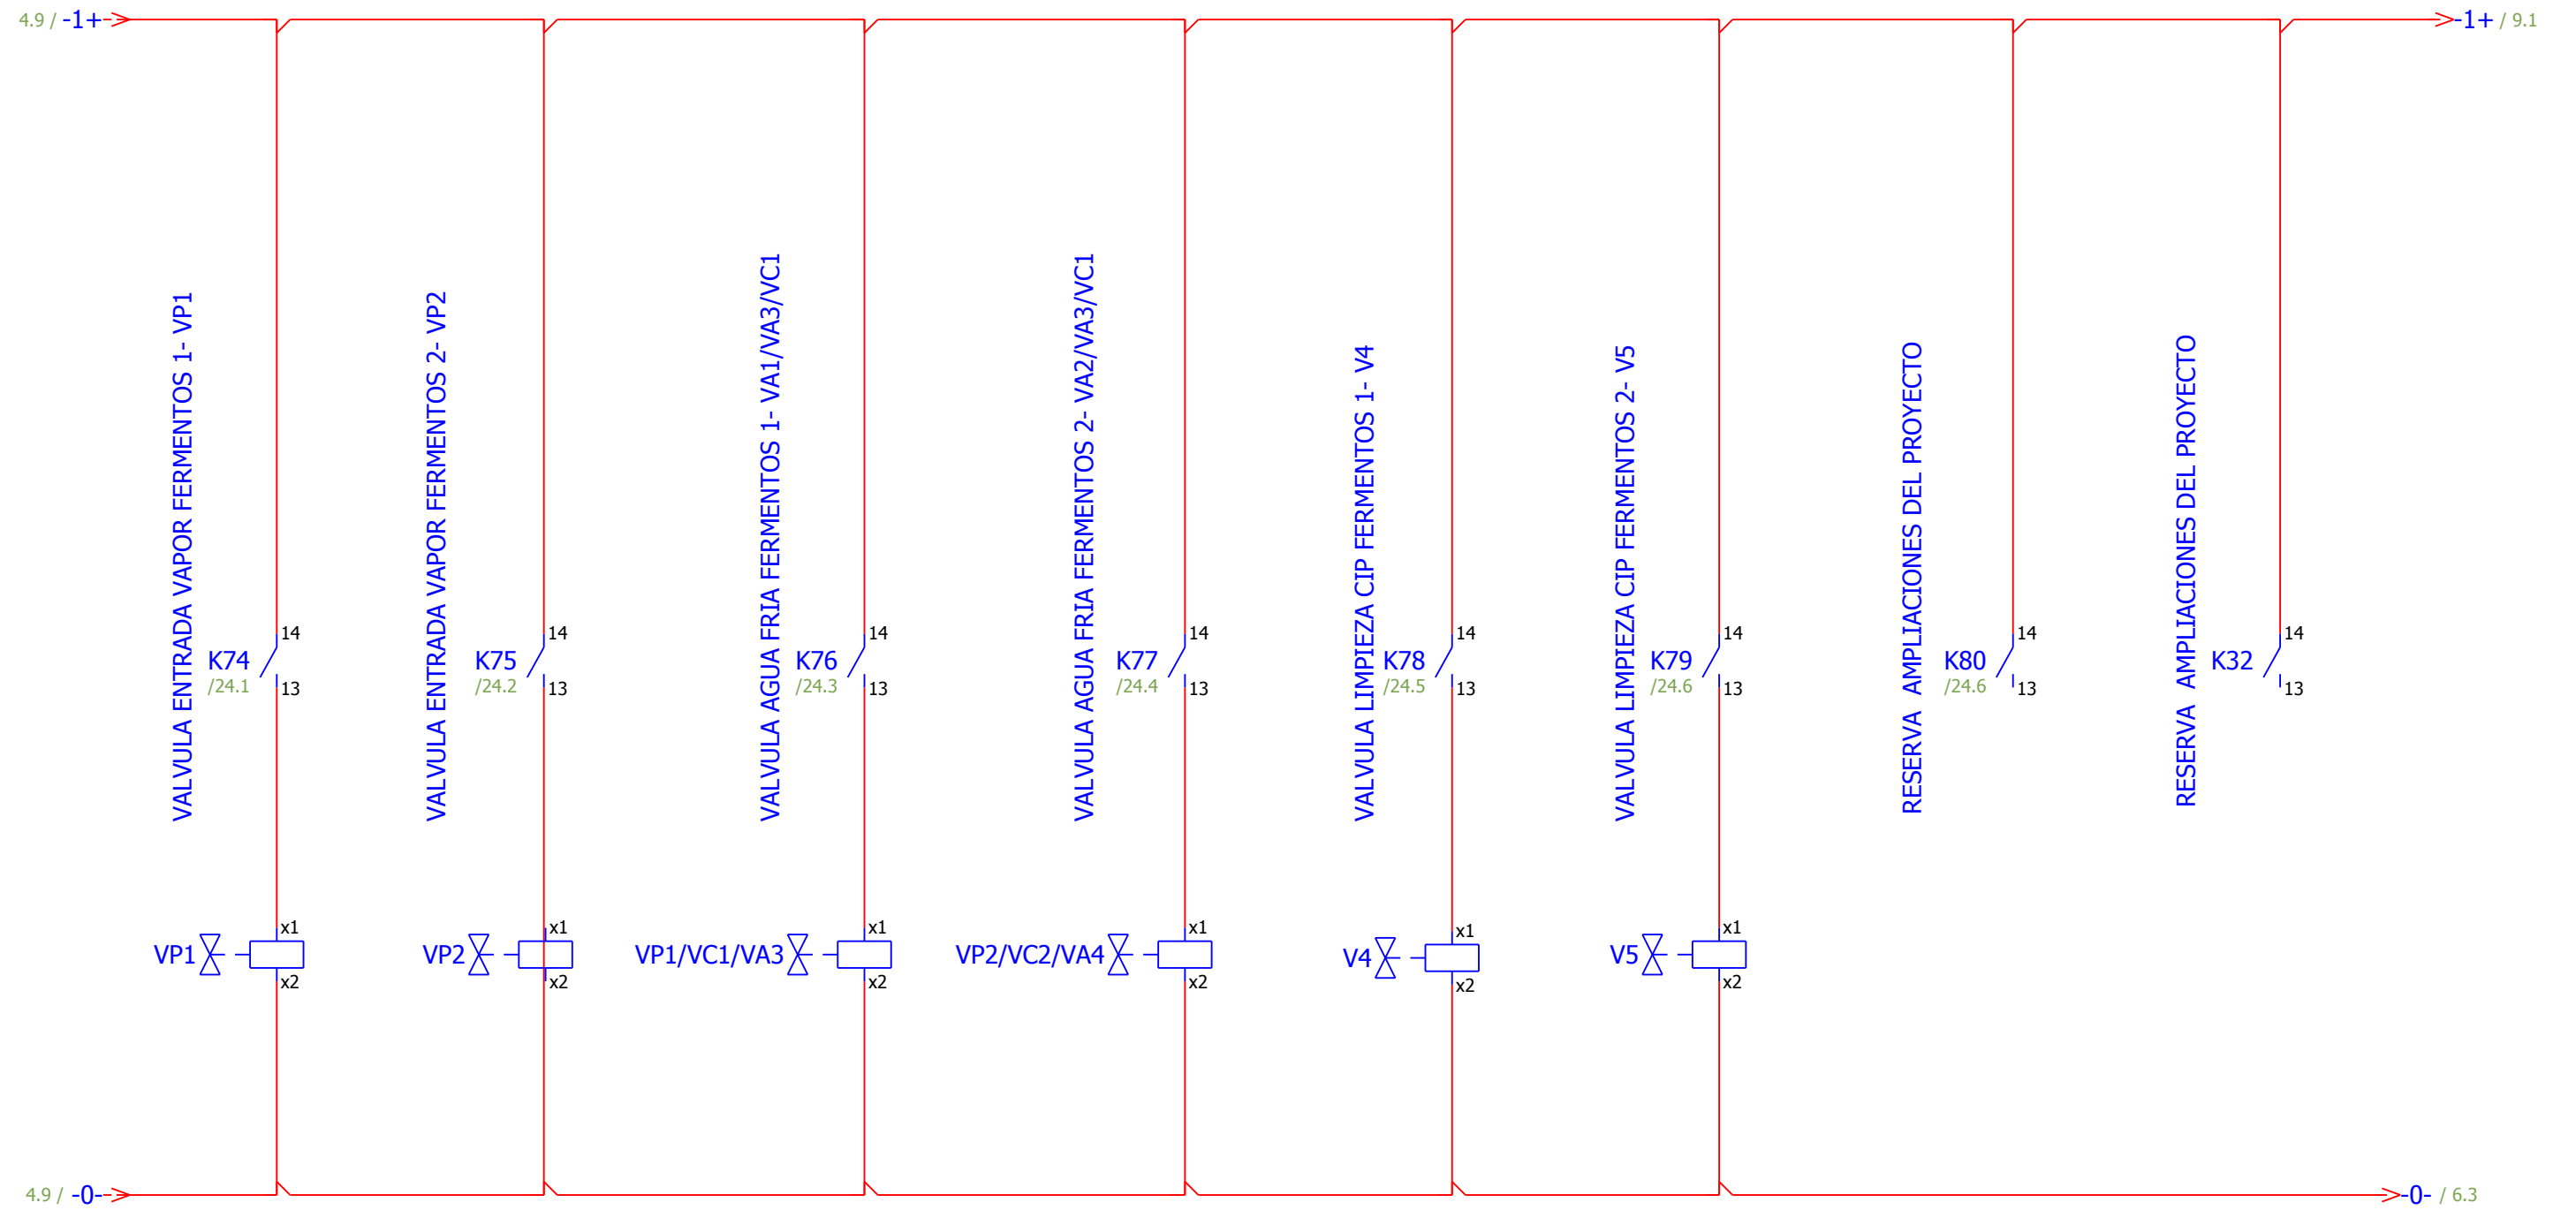 4.9 / -1+
-1+ / 9.1
VALVULA ENTRADA VAPOR FERMENTOS 1- VP1
VALVULA ENTRADA VAPOR FERMENTOS 2- VP2
VALVULA AGUA FRIA FERMENTOS 1- VA1/VA3/VC1
VALVULA AGUA FRIA FERMENTOS 2- VA2/VA3/VC1
VALVULA LIMPIEZA CIP FERMENTOS 1- V4
VALVULA LIMPIEZA CIP FERMENTOS 2- V5
RESERVA AMPLIACIONES DEL PROYECTO
RESERVA AMPLIACIONES DEL PROYECTO
14
K74
/24.1
13
14
K75
/24.2
13
14
K76
/24.3
13
14
K77
/24.4
13
14
K78
/24.5
13
14
K79
/24.6
13
14
K80
/24.6
13
14
K32
13
x1
VP1
x2
x1
VP2
x2
x1
VP1/VC1/VA3
x2
x1
VP2/VC2/VA4
x2
x1
V4
x2
x1
V5
x2
4.9 / -0-
-0- / 6.3